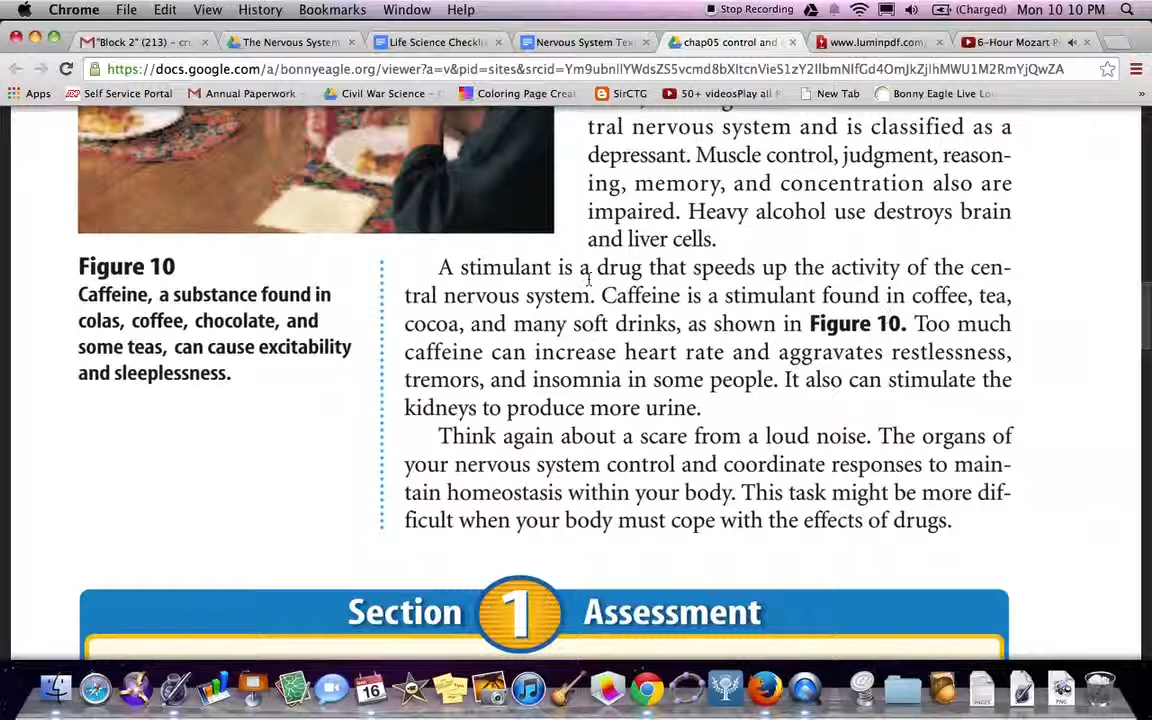 Chrome File Edit View History Bookmarks Window Help Stop Recording (Charged) Mon 10 10 PM
"Block 2" (213) – cr
The Nervous System
Life Science Checkli
Nervous System Tex
chap05 control and
www.luminpdf.com
6-Hour Mozart P
https://docs.google.com/a/bonnyeagle.org/viewer?a=v&pid=sites&srcid=
Apps Self Service Portal Annual Paperwork Civil War Science – Coloring Page Creat SirCTG 50+ videosPlay all New Tab Bonny Eagle Live Lo »
tral nervous system and is classified as a
depressant. Muscle control, judgment, reason-
ing, memory, and concentration also are
impaired. Heavy alcohol use destroys brain
and liver cells.
Figure 10
Caffeine, a substance found in
colas, coffee, chocolate, and
some teas, can cause excitability
and sleeplessness.
A stimulant is a drug that speeds up the activity of the cen-
tral nervous system. Caffeine is a stimulant found in coffee, tea,
cocoa, and many soft drinks, as shown in Figure 10. Too much
caffeine can increase heart rate and aggravates restlessness,
tremors, and insomnia in some people. It also can stimulate the
kidneys to produce more urine.
Think again about a scare from a loud noise. The organs of
your nervous system control and coordinate responses to main-
tain homeostasis within your body. This task might be more dif-
ficult when your body must cope with the effects of drugs.
Section 1 Assessment
16